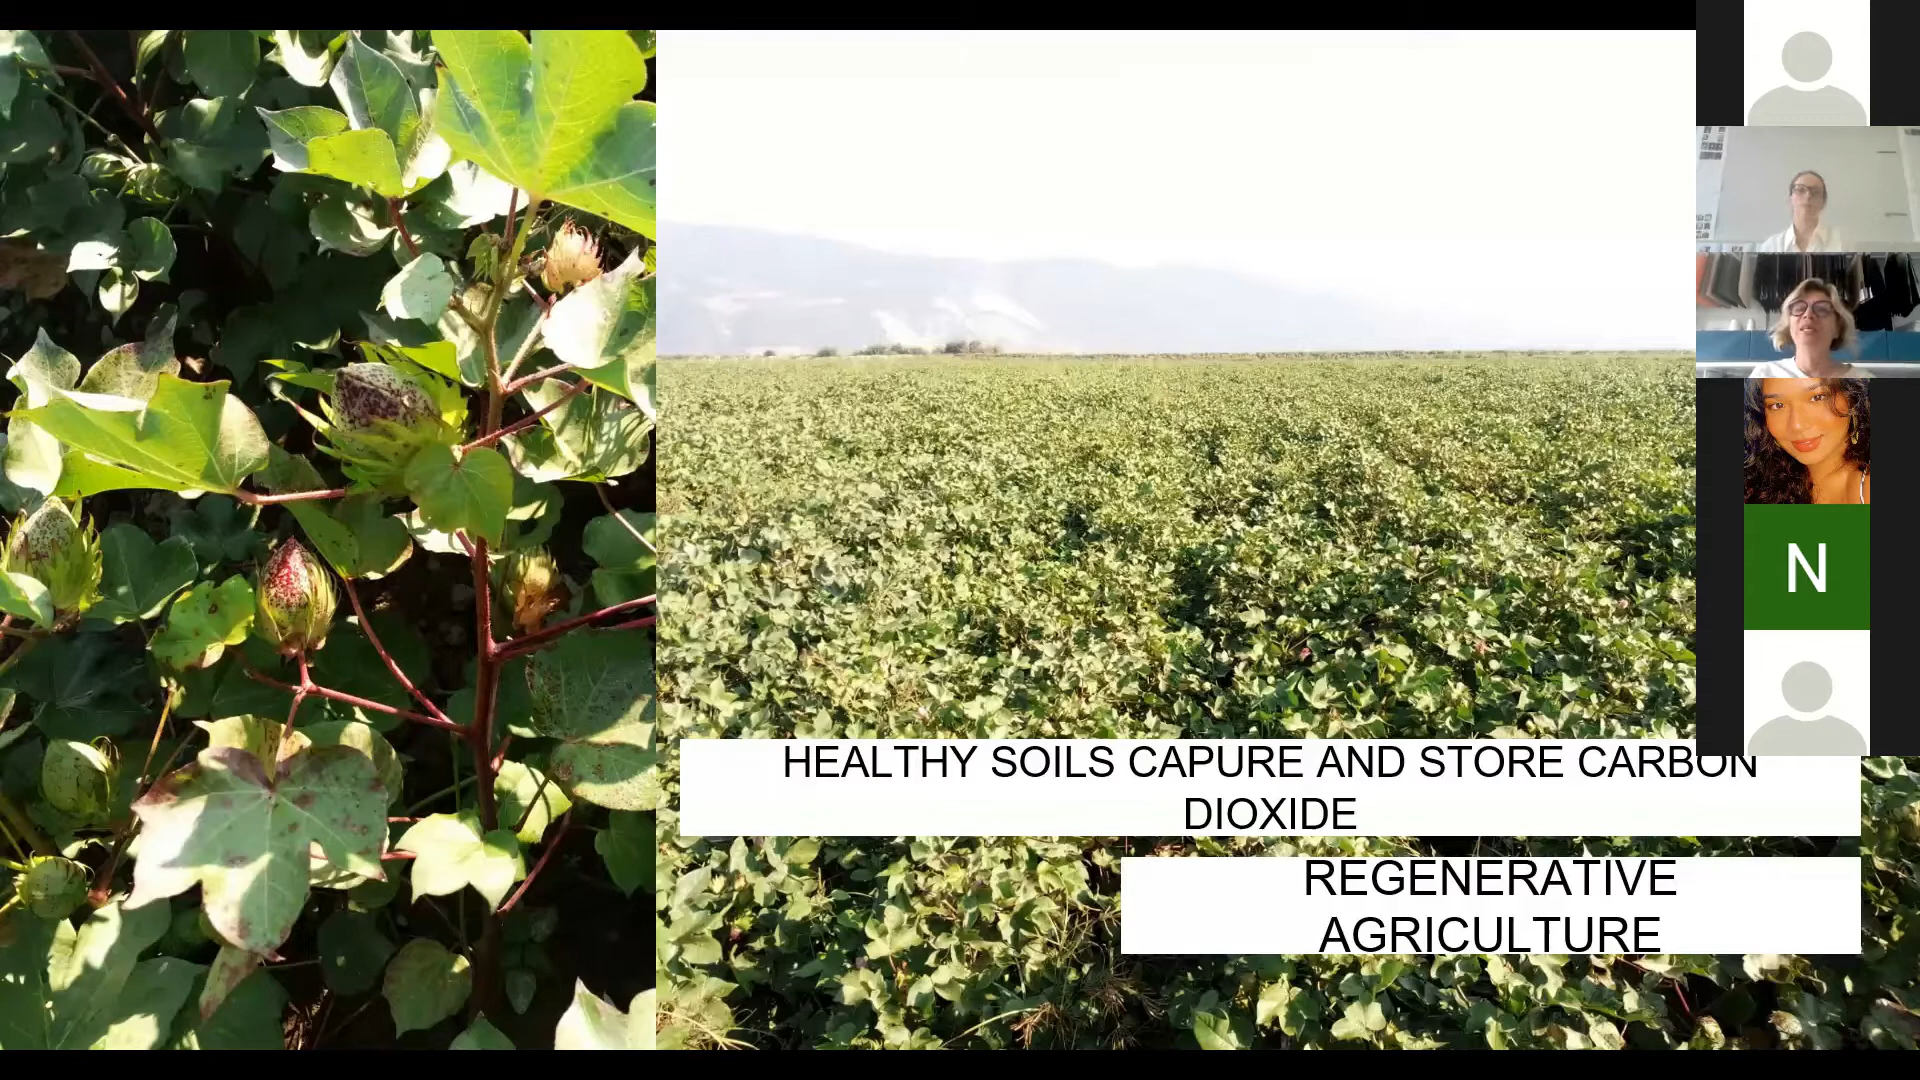 N
HEALTHY SOILS CAPURE AND STORE CARBON
DIOXIDE
REGENERATIVE
AGRICULTURE